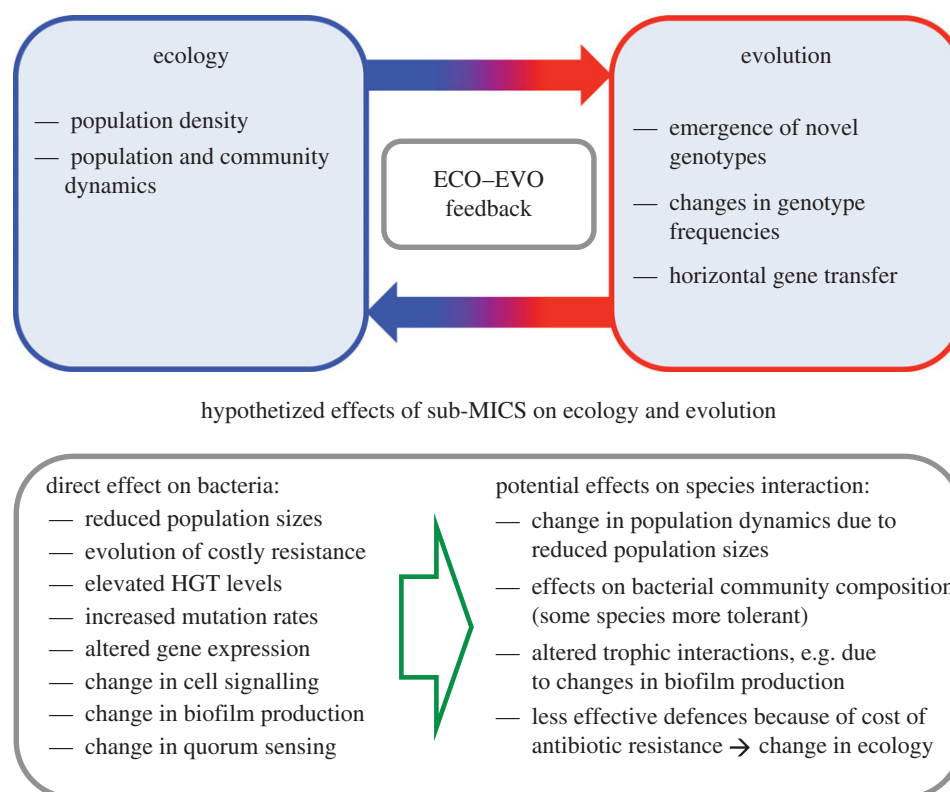 ecology
— population density
— population and community
dynamics
ECO–EVO
feedback
evolution
— emergence of novel
genotypes
— changes in genotype
frequencies
— horizontal gene transfer
hypothetized effects of sub-MICS on ecology and evolution
direct effect on bacteria:
— reduced population sizes
— evolution of costly resistance
— elevated HGT levels
— increased mutation rates
— altered gene expression
— change in cell signalling
— change in biofilm production
— change in quorum sensing
potential effects on species interaction:
— change in population dynamics due to
reduced population sizes
— effects on bacterial community composition
(some species more tolerant)
— altered trophic interactions, e.g. due
to changes in biofilm production
— less effective defences because of cost of
antibiotic resistance → change in ecology